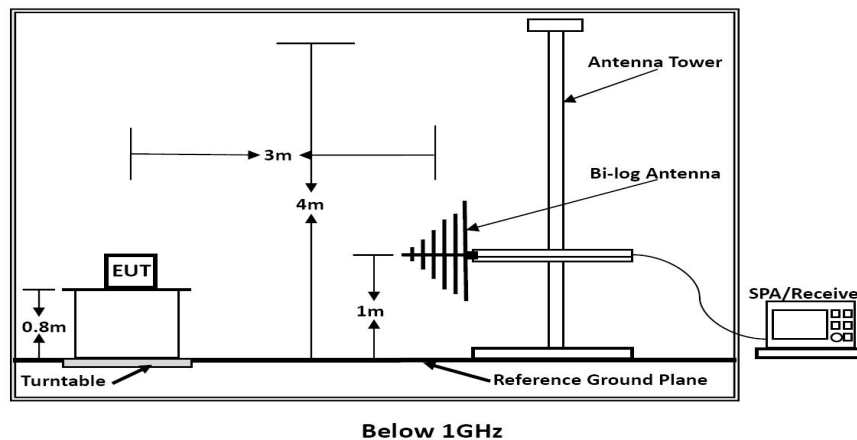 Antenna Tower
3m
Bi-log Antenna
4m
EUT
1m
SPA/Receive
0.8m
Turntable
Reference Ground Plane
Below 1GHz